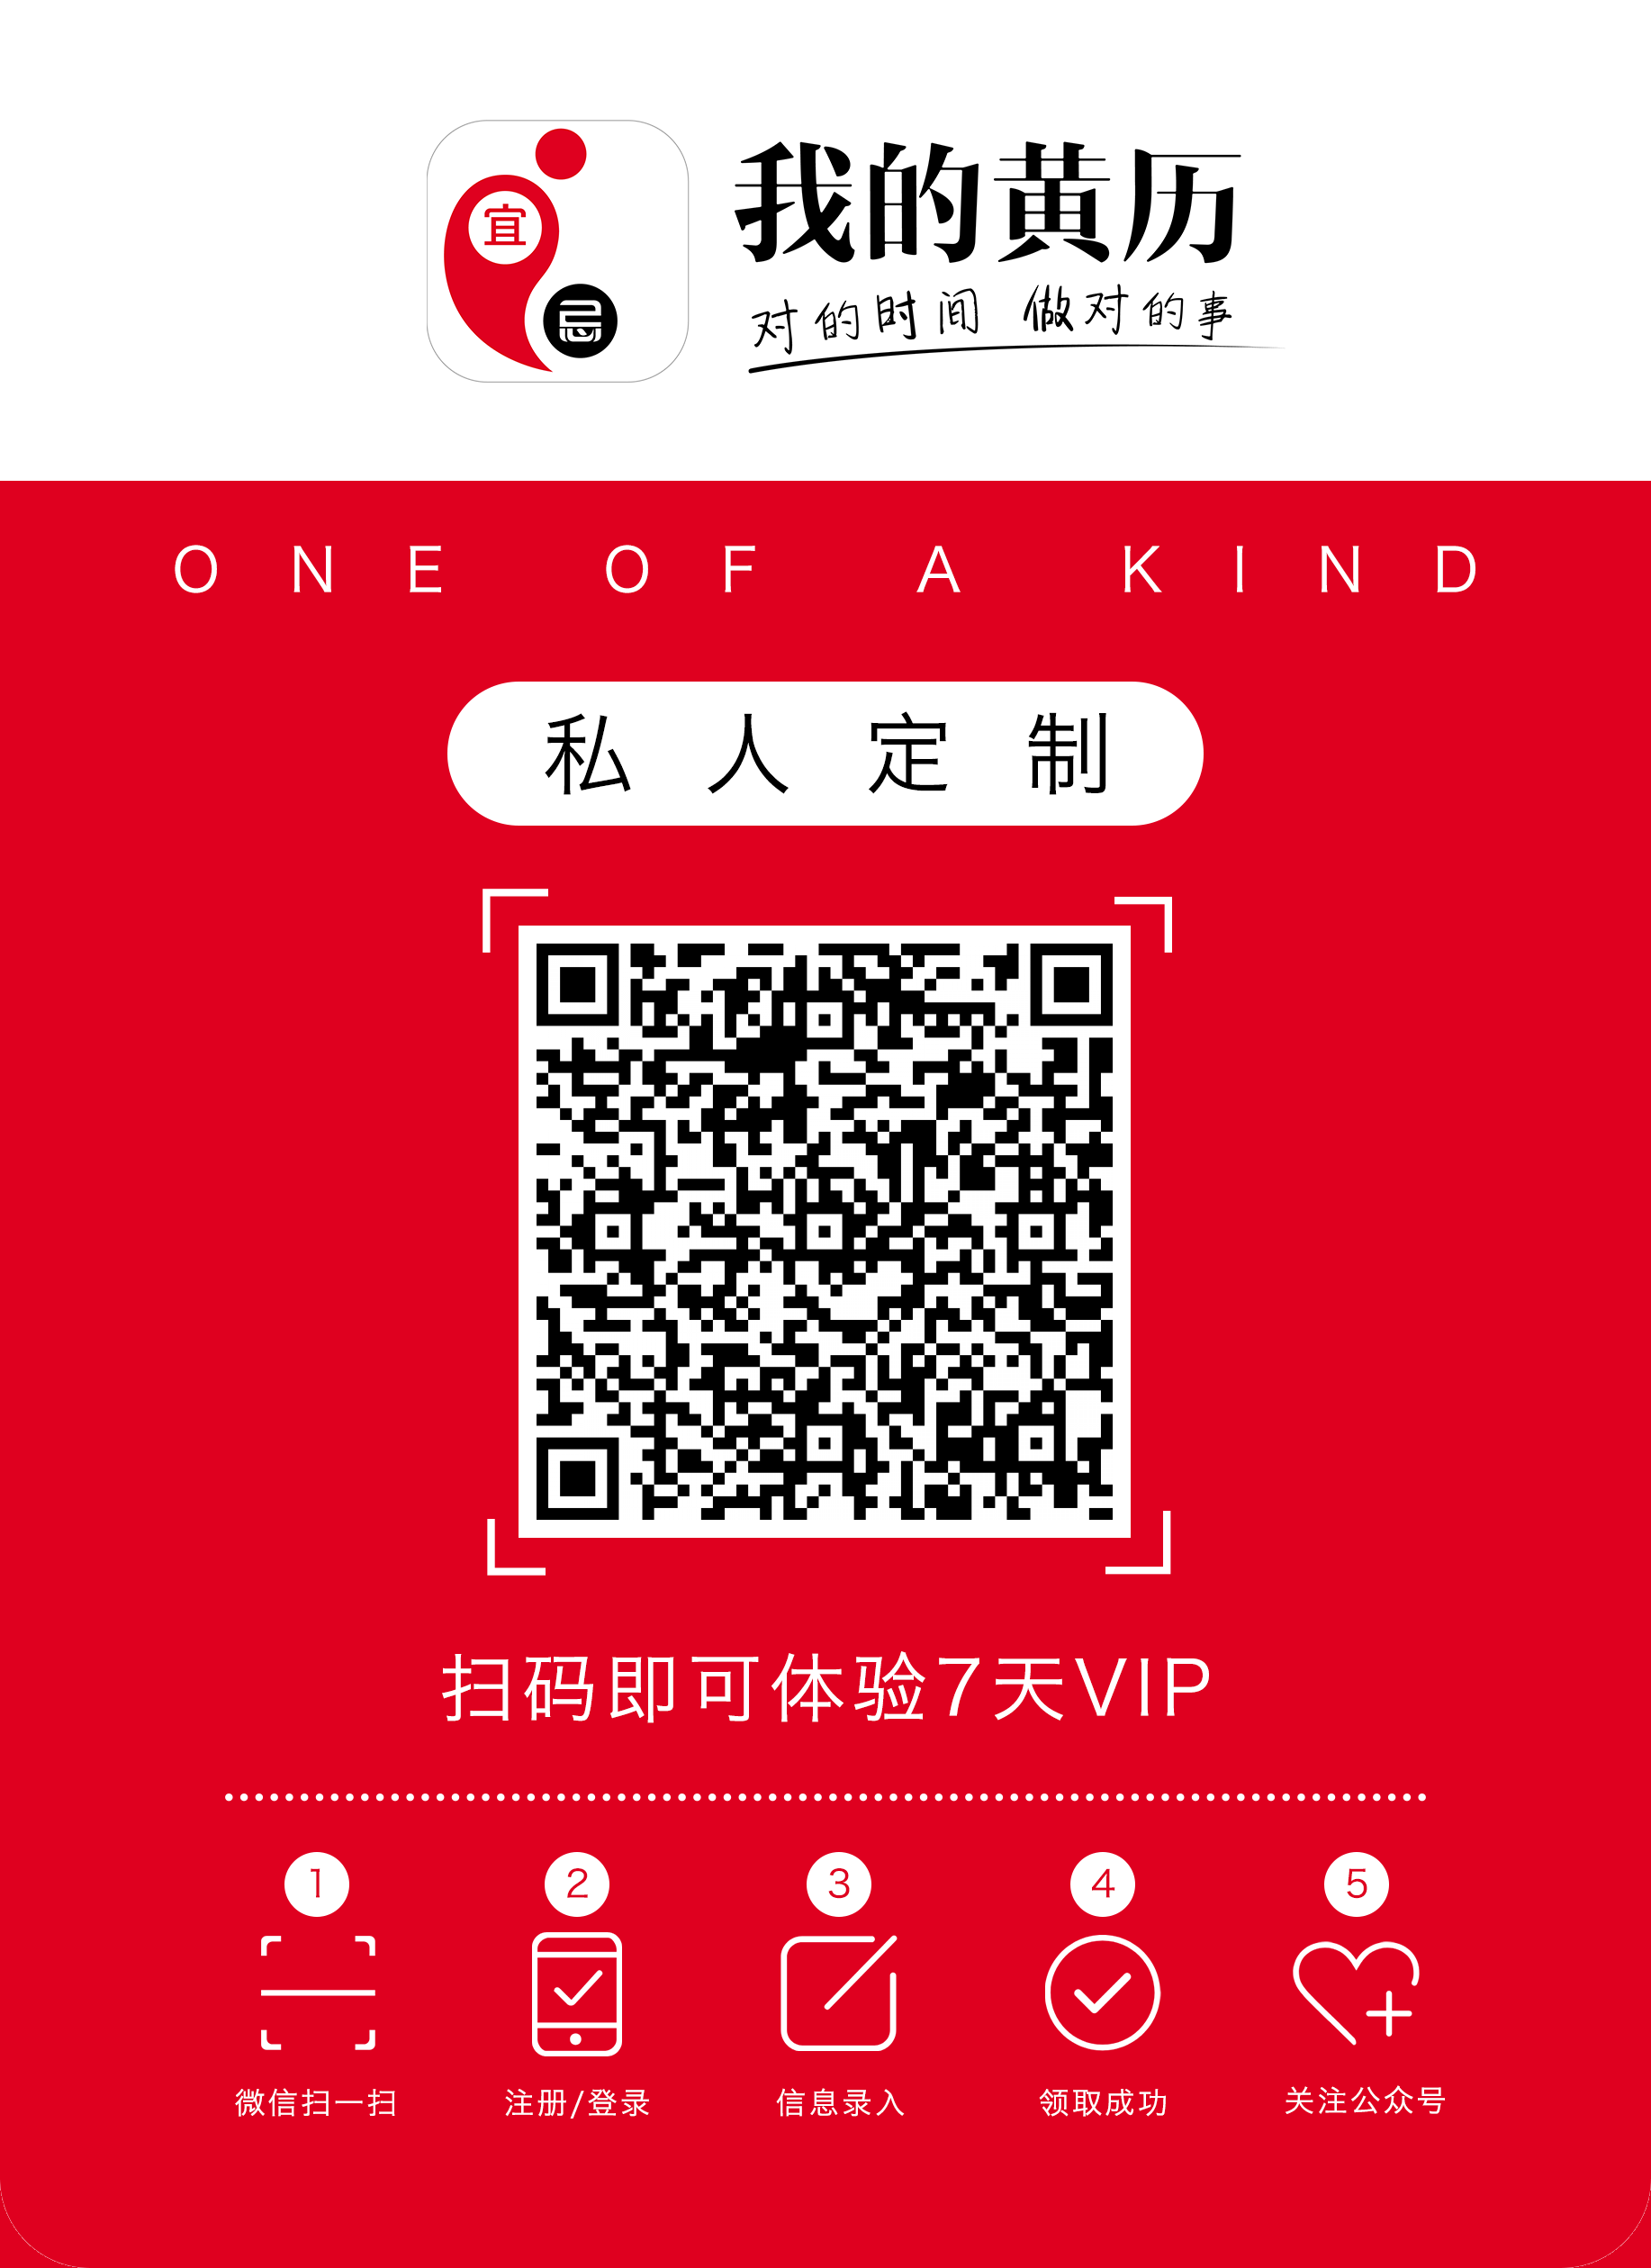 我的黄历
宜
忌
对的时间 做对的事
ONE OF A KIND
私人定制
扫码即可体验7天VIP
1 2 3 4 5
微信扫一扫 注册/登录 信息录入 领取成功 关注公众号